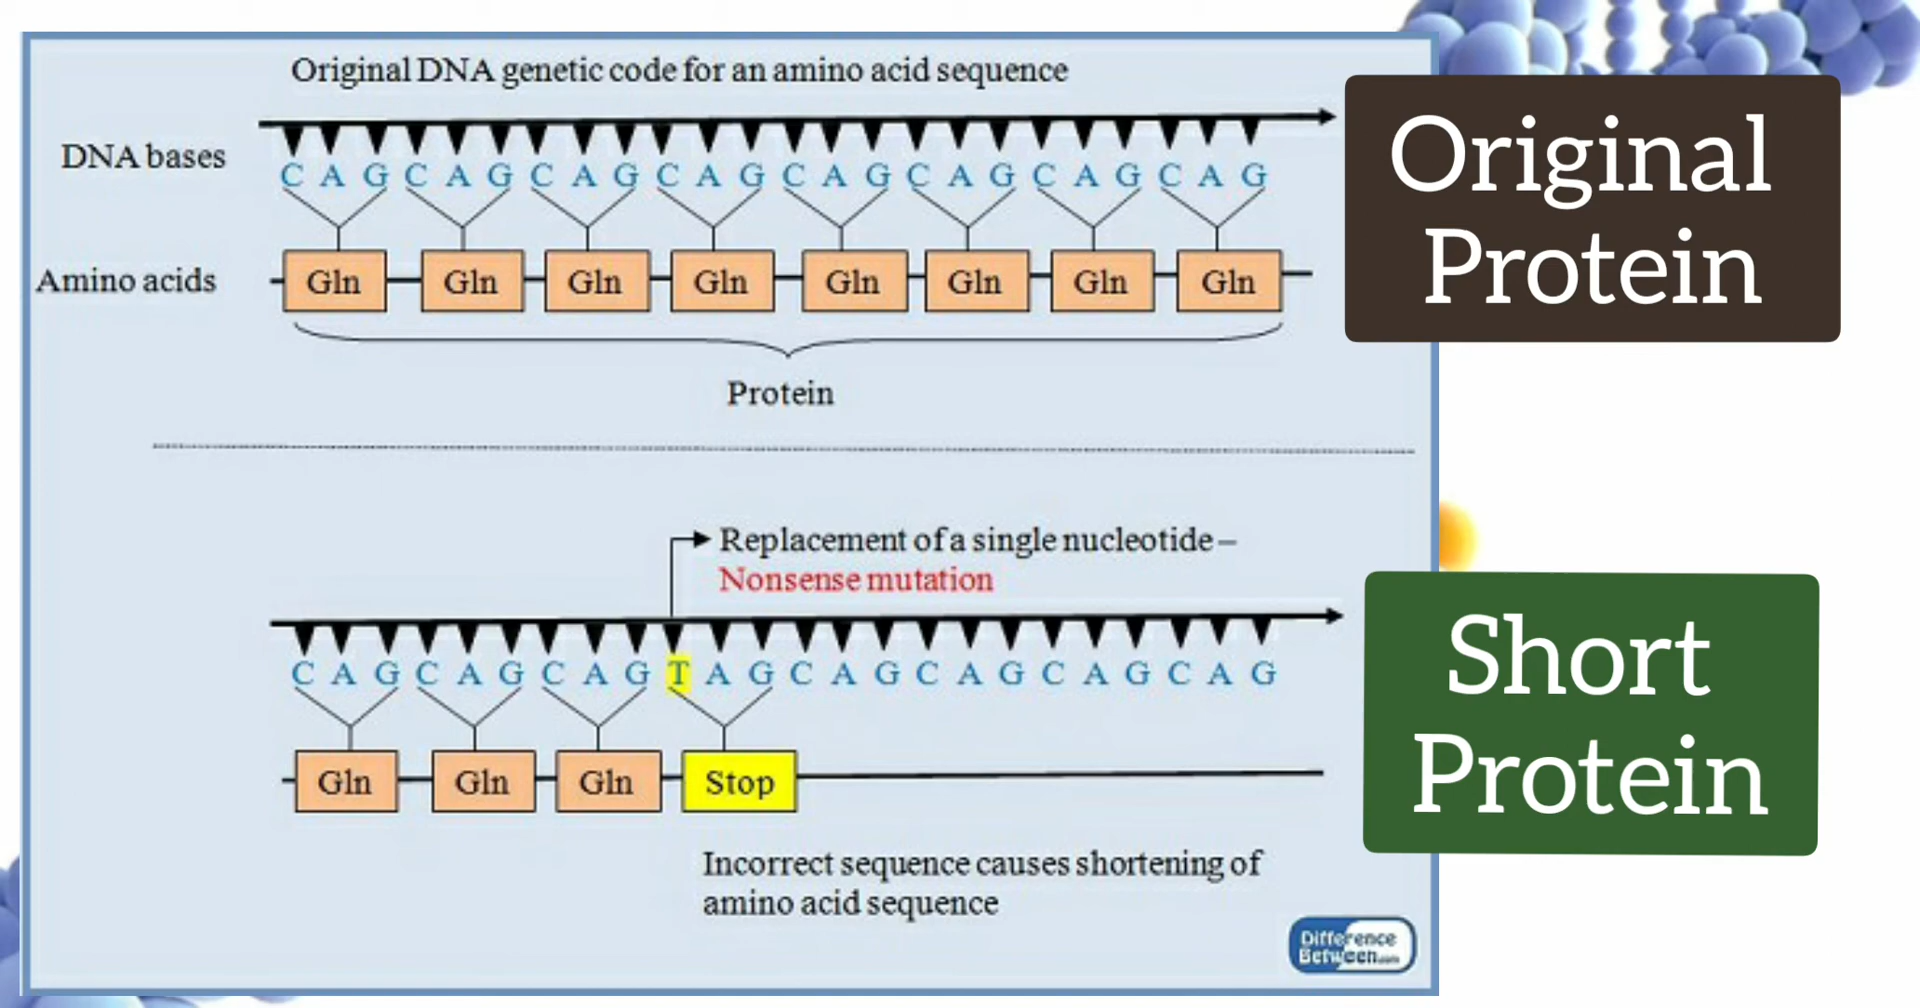 Original DNA genetic code for an amino acid sequence
DNA bases
C A G C A G C A G C A G C A G C A G C A G C A G
Amino acids
Gln Gln Gln Gln Gln Gln Gln Gln
Protein
Original
Protein
Replacement of a single nucleotide –
Nonsense mutation
C A G C A G C A G T A G C A G C A G C A G C A G
Gln Gln Gln Stop
Incorrect sequence causes shortening of
amino acid sequence
Short
Protein
Difference
Between.com